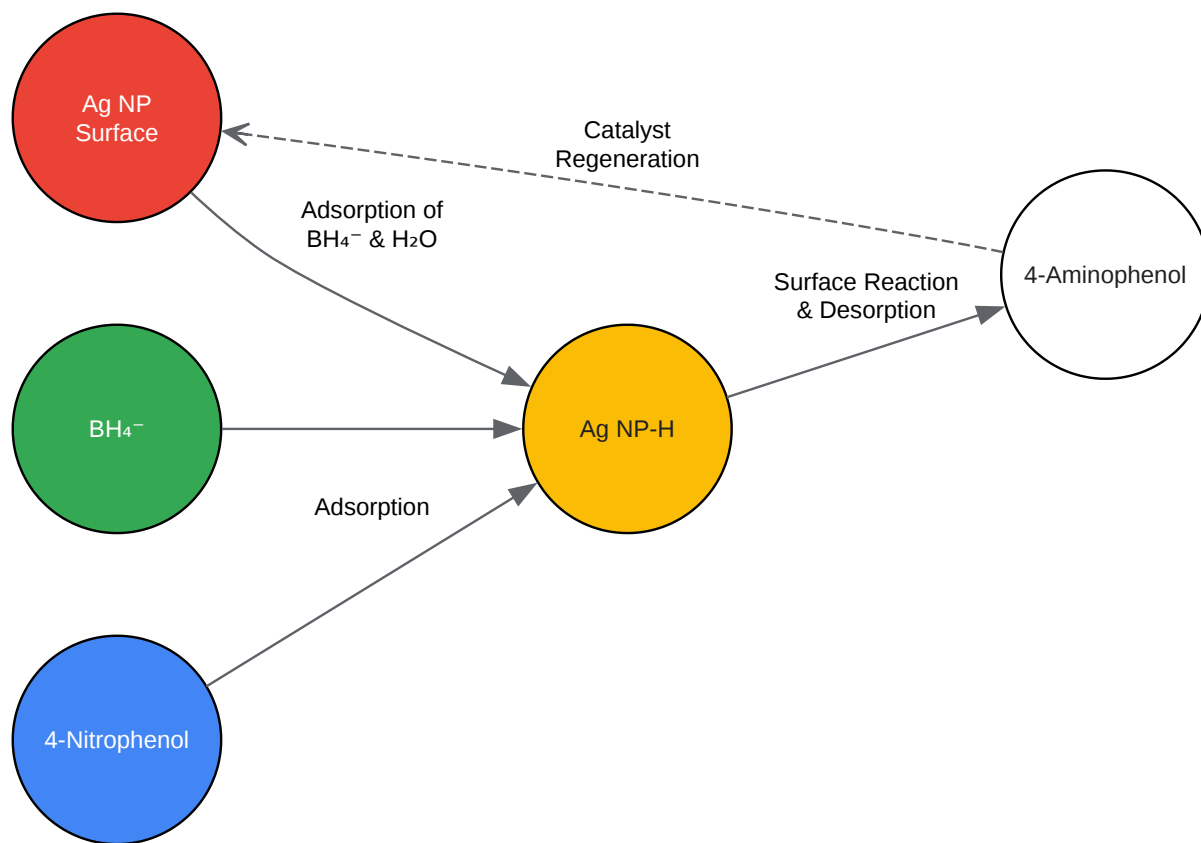 Ag NP
Surface
Catalyst
Regeneration
Adsorption of
BH₄⁻ & H₂O
4-Aminophenol
Surface Reaction
& Desorption
BH₄⁻
Ag NP-H
Adsorption
4-Nitrophenol